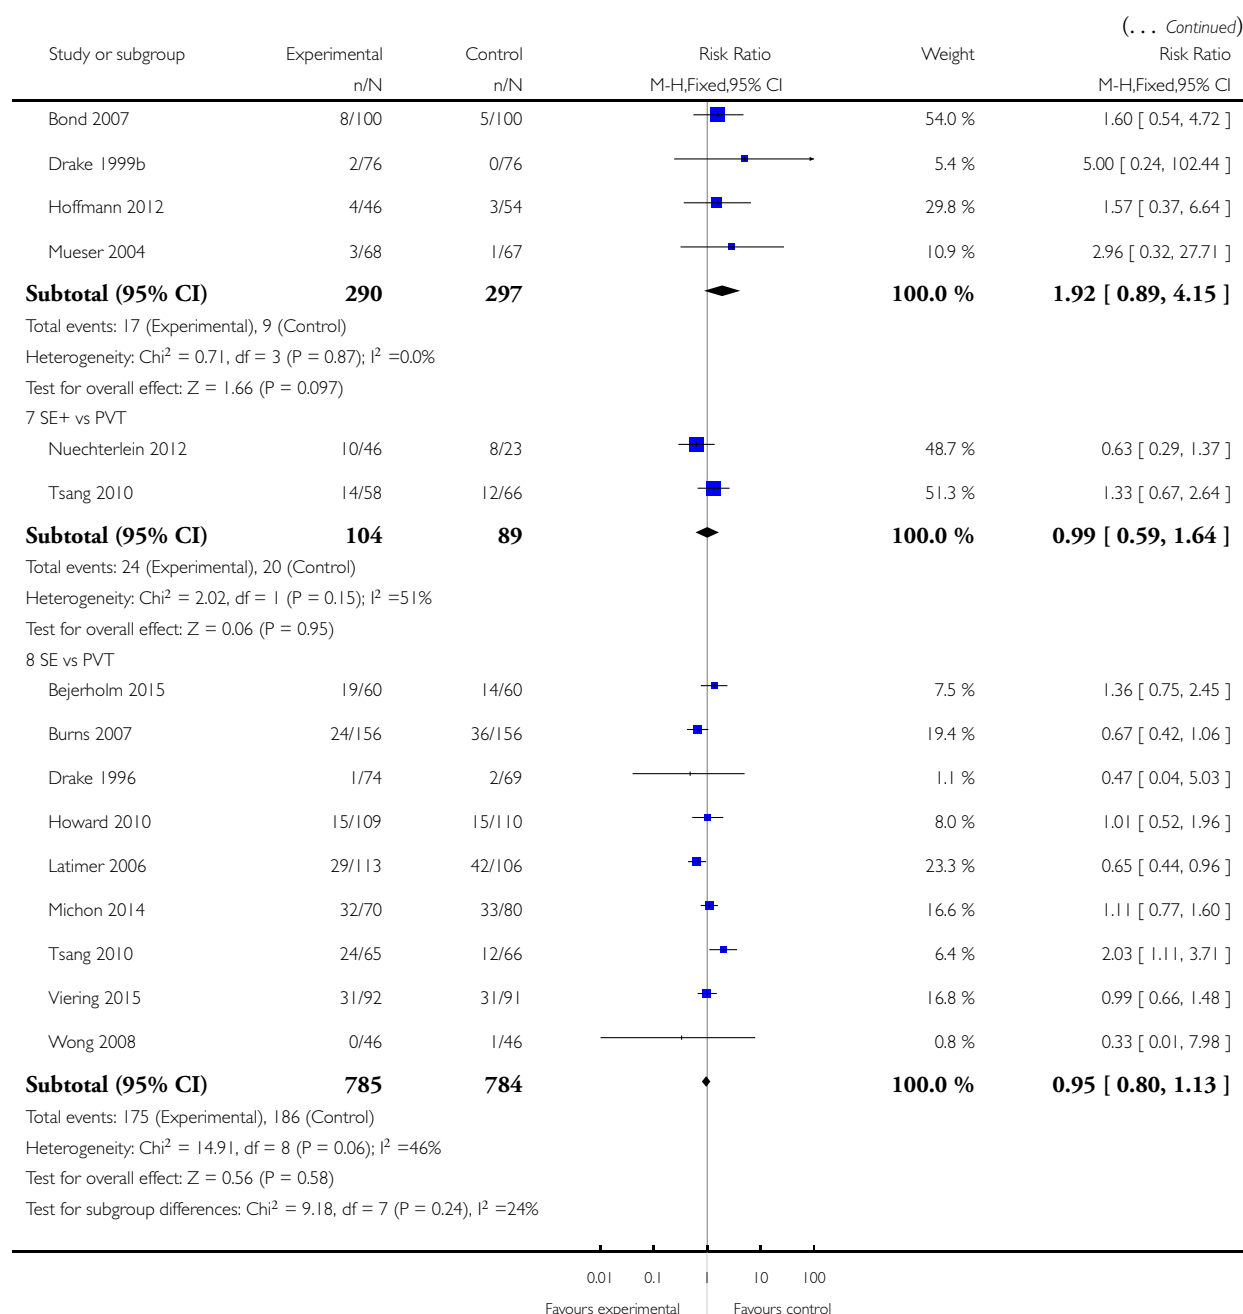 (. . . Continued)
Study or subgroup Experimental Control Risk Ratio Weight Risk Ratio
n/N n/N M-H,Fixed,95% CI M-H,Fixed,95% CI
Bond 2007 8/100 5/100 54.0 % 1.60 [ 0.54, 4.72 ]
Drake 1999b 2/76 0/76 5.4 % 5.00 [ 0.24, 102.44 ]
Hoffmann 2012 4/46 3/54 29.8 % 1.57 [ 0.37, 6.64 ]
Mueser 2004 3/68 1/67 10.9 % 2.96 [ 0.32, 27.71 ]
Subtotal (95% CI) 290 297 100.0 % 1.92 [ 0.89, 4.15 ]
Total events: 17 (Experimental), 9 (Control)
Heterogeneity: Chi² = 0.71, df = 3 (P = 0.87); I² =0.0%
Test for overall effect: Z = 1.66 (P = 0.097)
7 SE+ vs PVT
Nuechterlein 2012 10/46 8/23 48.7 % 0.63 [ 0.29, 1.37 ]
Tsang 2010 14/58 12/66 51.3 % 1.33 [ 0.67, 2.64 ]
Subtotal (95% CI) 104 89 100.0 % 0.99 [ 0.59, 1.64 ]
Total events: 24 (Experimental), 20 (Control)
Heterogeneity: Chi² = 2.02, df = 1 (P = 0.15); I² =51%
Test for overall effect: Z = 0.06 (P = 0.95)
8 SE vs PVT
Bejerholm 2015 19/60 14/60 7.5 % 1.36 [ 0.75, 2.45 ]
Burns 2007 24/156 36/156 19.4 % 0.67 [ 0.42, 1.06 ]
Drake 1996 1/74 2/69 1.1 % 0.47 [ 0.04, 5.03 ]
Howard 2010 15/109 15/110 8.0 % 1.01 [ 0.52, 1.96 ]
Latimer 2006 29/113 42/106 23.3 % 0.65 [ 0.44, 0.96 ]
Michon 2014 32/70 33/80 16.6 % 1.11 [ 0.77, 1.60 ]
Tsang 2010 24/65 12/66 6.4 % 2.03 [ 1.11, 3.71 ]
Viering 2015 31/92 31/91 16.8 % 0.99 [ 0.66, 1.48 ]
Wong 2008 0/46 1/46 0.8 % 0.33 [ 0.01, 7.98 ]
Subtotal (95% CI) 785 784 100.0 % 0.95 [ 0.80, 1.13 ]
Total events: 175 (Experimental), 186 (Control)
Heterogeneity: Chi² = 14.91, df = 8 (P = 0.06); I² =46%
Test for overall effect: Z = 0.56 (P = 0.58)
Test for subgroup differences: Chi² = 9.18, df = 7 (P = 0.24), I² =24%
0.01 0.1 1 10 100
Favours experimental Favours control